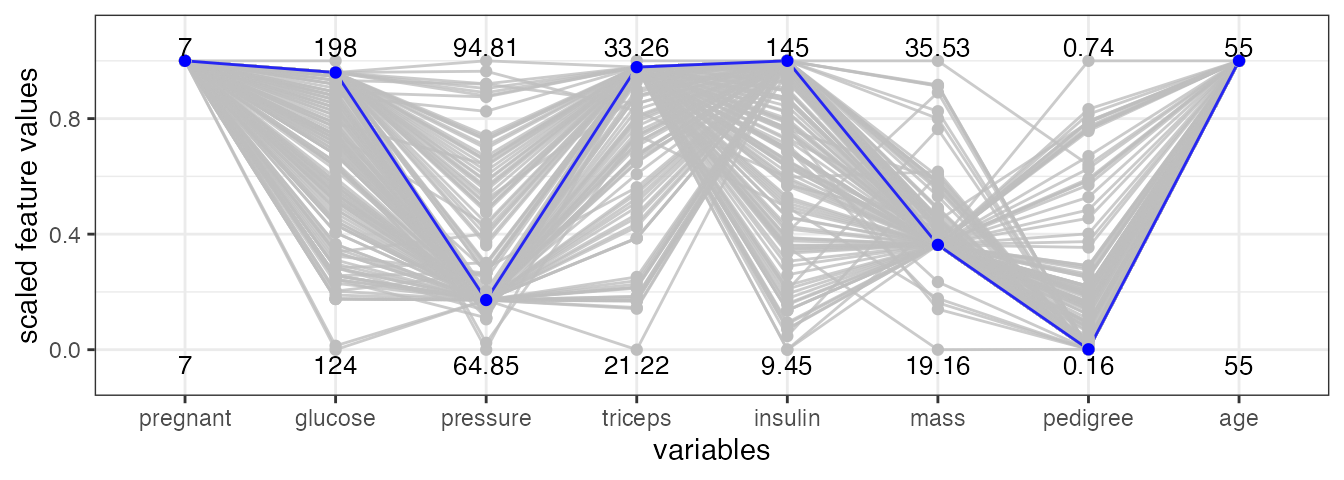 7 198 94.81 33.26 145 35.53 0.74 55
0.8
0.4
0.0
7 124 64.85 21.22 9.45 19.16 0.16 55
pregnant glucose pressure triceps insulin mass pedigree age
variables
scaled feature values